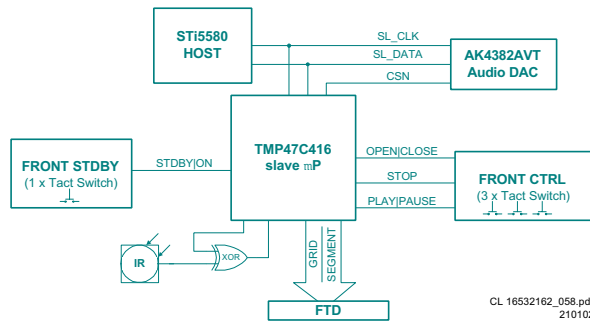 STi5580
HOST
SL_CLK
SL_DATA
CSN
AK4382AVT
Audio DAC
TMP47C416
slave mP
FRONT STDBY
(1 x Tact Switch)
STDBY|ON
OPEN|CLOSE
STOP
PLAY|PAUSE
FRONT CTRL
(3 x Tact Switch)
IR
XOR
GRID
SEGMENT
FTD
CL 16532162_058.pd
210102